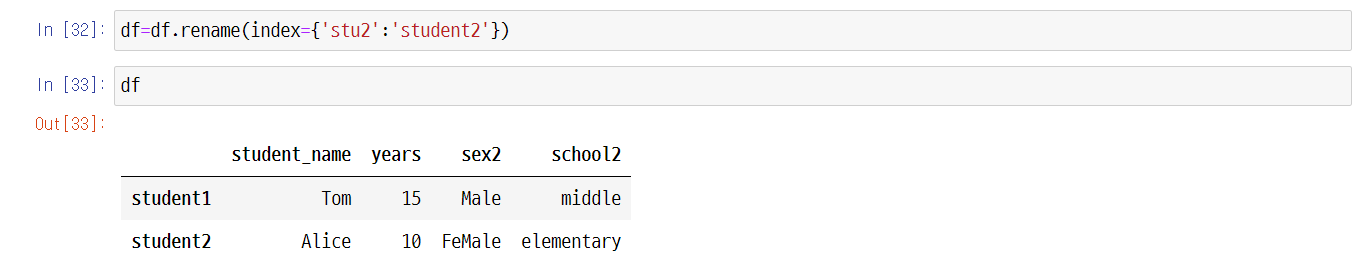 In [32]: df=df.rename(index={'stu2':'student2'})
In [33]: df
Out[33]:
student_name years sex2 school2
student1 Tom 15 Male middle
student2 Alice 10 FeMale elementary